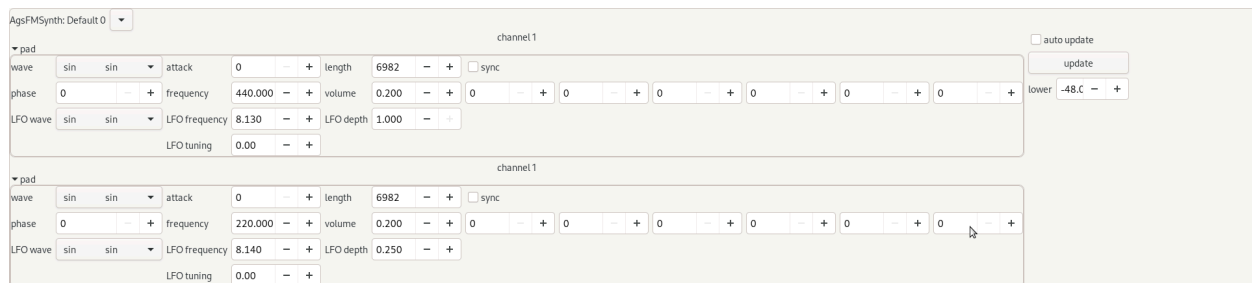 AgsFMSynth: Default 0
channel 1
auto update
pad
wave sin sin attack 0 − + length 6982 − + sync
update
phase 0 − + frequency 440.000 − + volume 0.200 − + 0 − + 0 − + 0 − + 0 − + 0 − + 0 − +
lower -48.0 − +
LFO wave sin sin LFO frequency 8.130 − + LFO depth 1.000 − +
LFO tuning 0.00 − +
channel 1
pad
wave sin sin attack 0 − + length 6982 − + sync
phase 0 − + frequency 220.000 − + volume 0.200 − + 0 − + 0 − + 0 − + 0 − + 0 − + 0 − +
LFO wave sin sin LFO frequency 8.140 − + LFO depth 0.250 − +
LFO tuning 0.00 − +